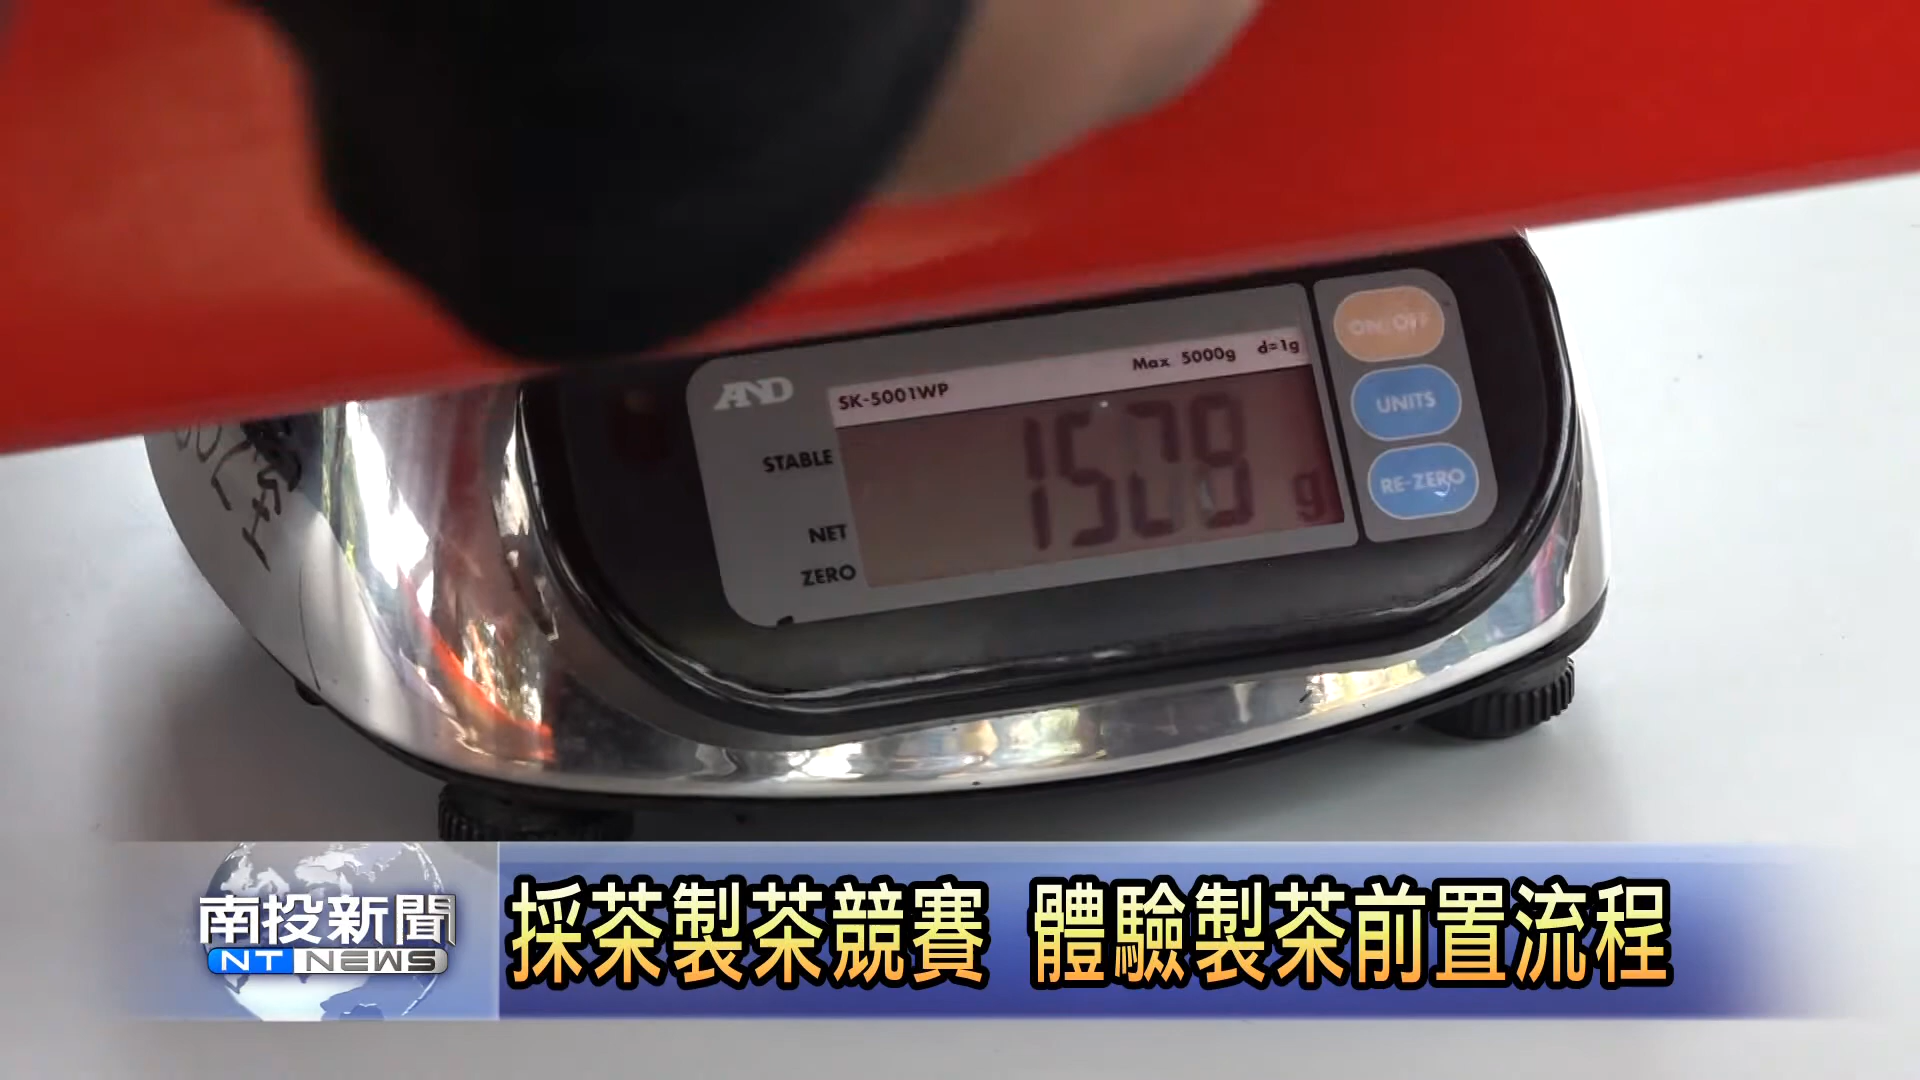 ON/OFF
Max 5000g d=1g
AND
SK-5001WP
UNITS
STABLE
g
RE-ZERO
NET
ZERO
南投新聞
NT NEWS
採茶製茶競賽 體驗製茶前置流程